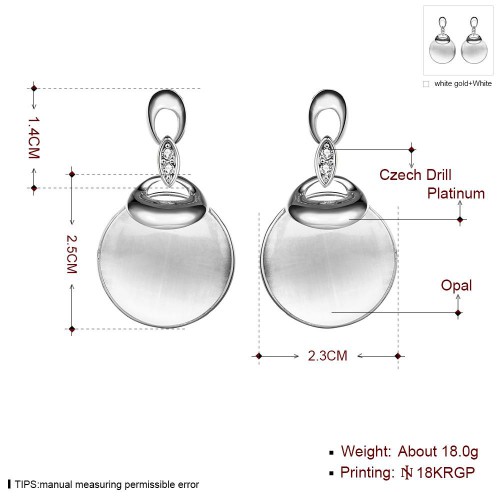 white gold+White
1.4CM
Czech Drill
Platinum
2.5CM
Opal
2.3CM
Weight: About 18.0g
Printing: 18KRGP
TIPS:manual measuring permissible error